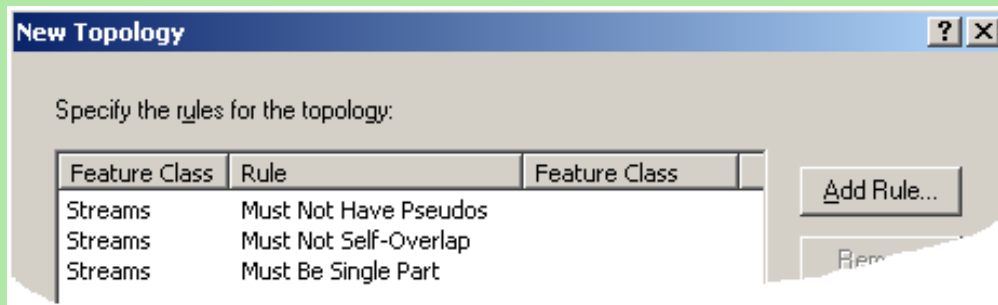 New Topology
Specify the rules for the topology:
Feature Class Rule Feature Class
Streams Must Not Have Pseudos
Streams Must Not Self-Overlap
Streams Must Be Single Part
Add Rule...